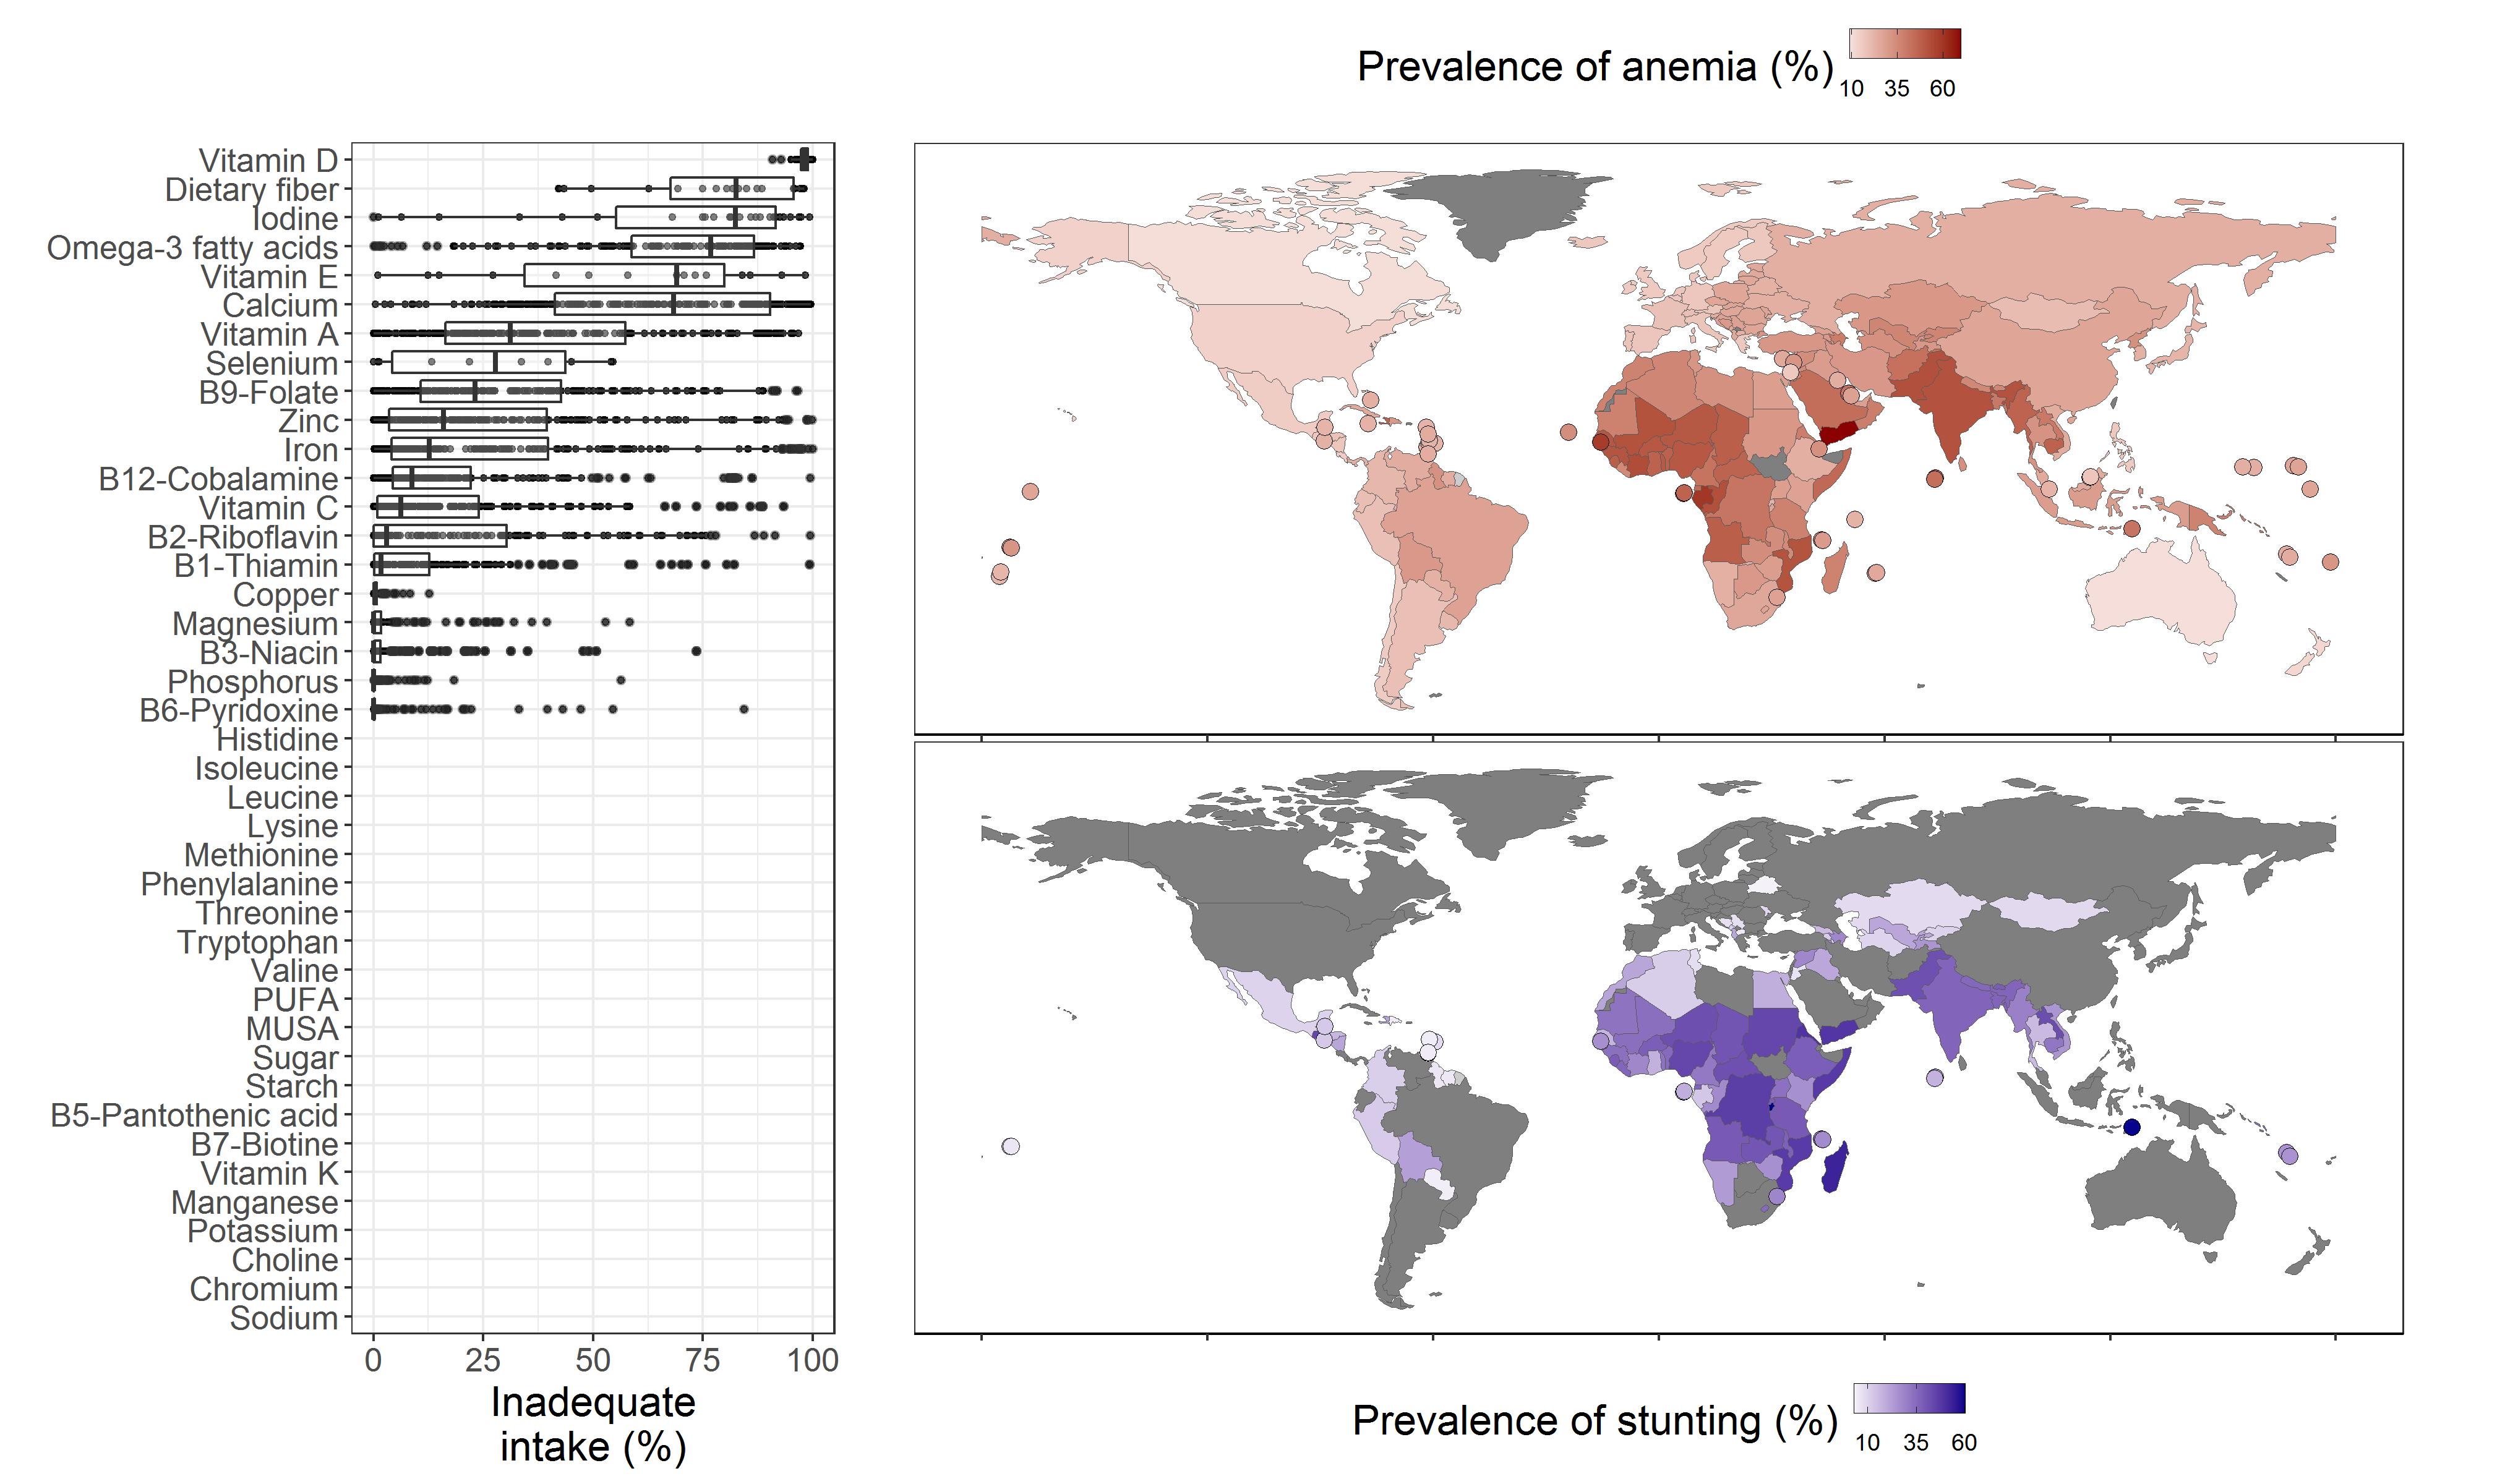 Prevalence of anemia (%)
10 35 60
Vitamin D
Dietary fiber
Iodine
Omega-3 fatty acids
Vitamin E
Calcium
Vitamin A
Selenium
B9-Folate
Zinc
Iron
B12-Cobalamine
Vitamin C
B2-Riboflavin
B1-Thiamin
Copper
Magnesium
B3-Niacin
Phosphorus
B6-Pyridoxine
Histidine
Isoleucine
Leucine
Lysine
Methionine
Phenylalanine
Threonine
Tryptophan
Valine
PUFA
MUSA
Sugar
Starch
B5-Pantothenic acid
B7-Biotine
Vitamin K
Manganese
Potassium
Choline
Chromium
Sodium
0 25 50 75 100
Inadequate
intake (%)
Prevalence of stunting (%)
10 35 60